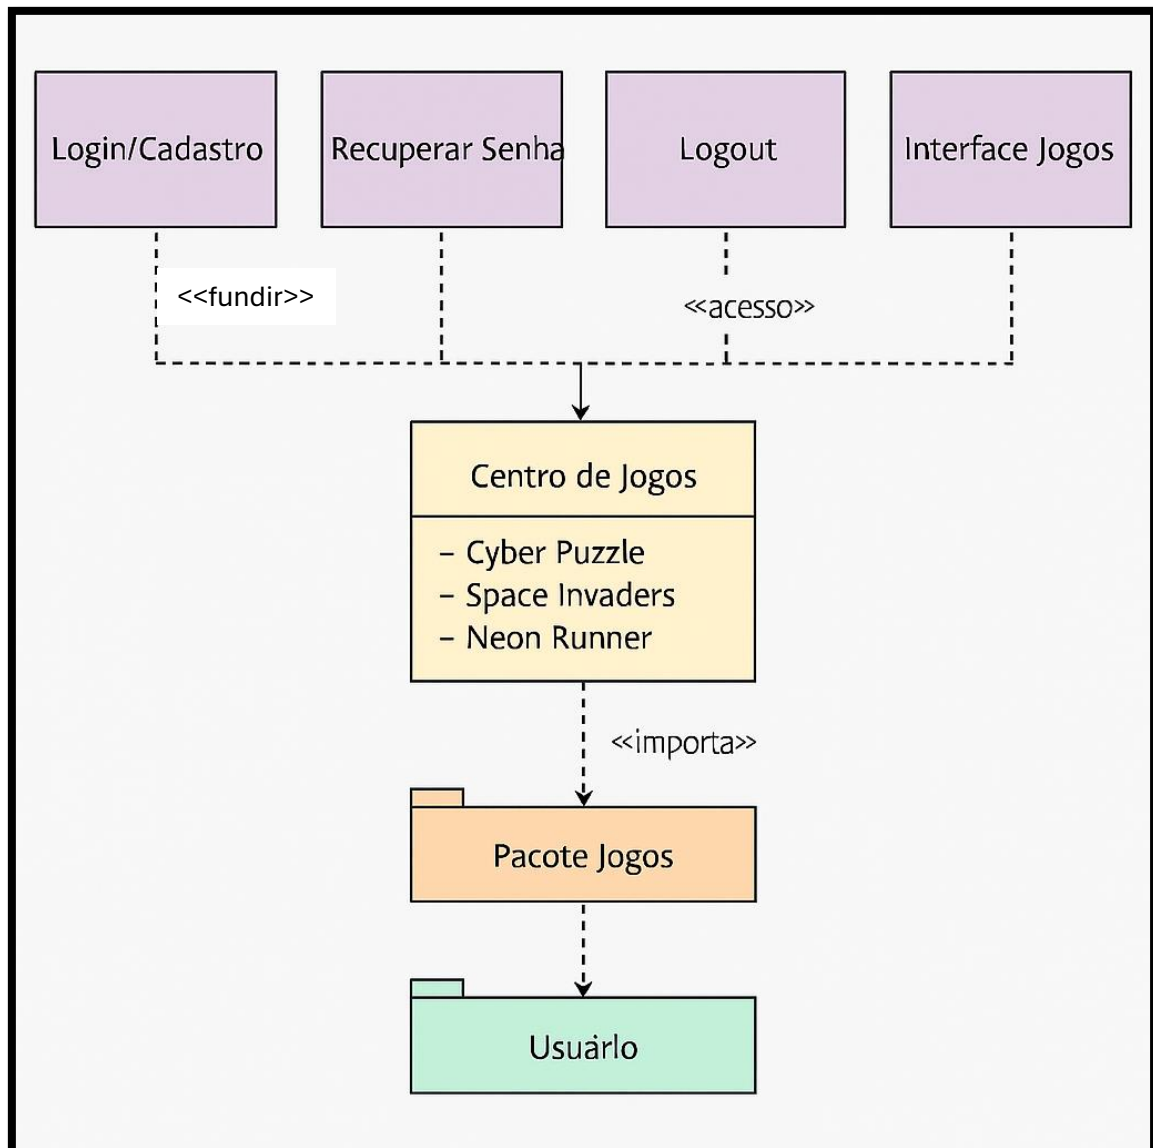 Login/Cadastro
Recuperar Senha
Logout
Interface Jogos
<<fundir>>
«acesso»
Centro de Jogos
– Cyber Puzzle
– Space Invaders
– Neon Runner
«importa»
Pacote Jogos
Usuárlo